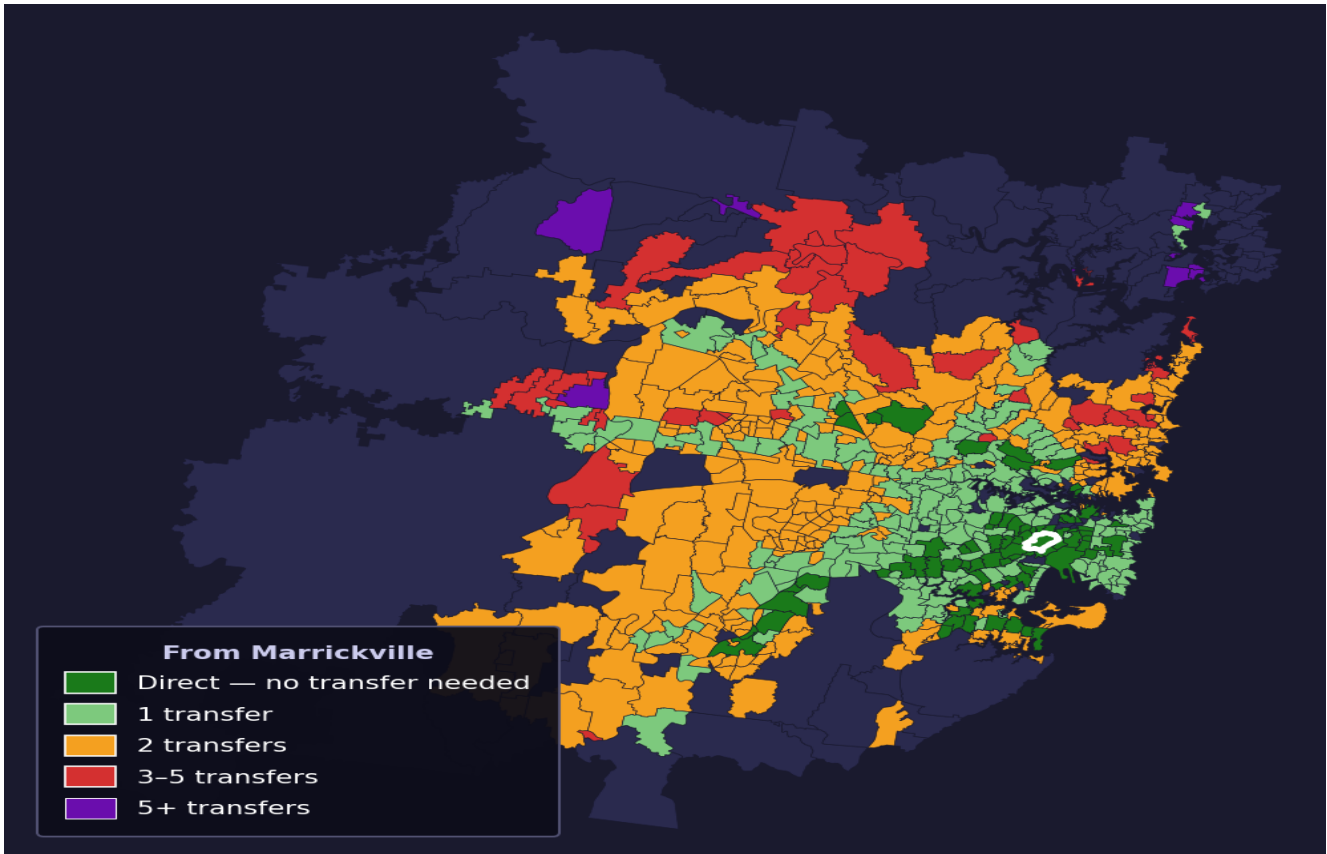 From Marrickville
Direct — no transfer needed
1 transfer
2 transfers
3–5 transfers
5+ transfers